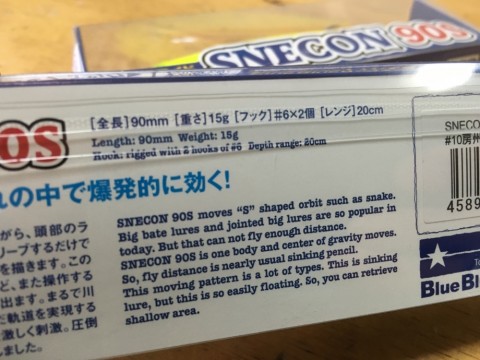 SNECON 90S
90S
[全長]90mm [重さ]15g [フック]#6×2個 [レンジ]20cm
Length: 90mm Weight: 15g
Hook: rigged with 2 hooks of #6 Depth range: 20cm
れの中で爆発的に効く!
がら、頭部のラ
リーブするだけで
を描きます。この
ど、また操作する
出ます。まるで川
だ軌道を実現する
激しく刺激。圧倒
しました。
SNECON 90S moves "S" shaped orbit such as snake.
Big bate lures and jointed big lures are so popular in
today. But that can not fly enough distance.
SNECON 90S is one body and center of gravity moves.
So, fly distance is nearly usual sinking pencil.
This moving pattern is a lot of types. This is sinking
lure, but this is so easily floating. So, you can retrieve
shallow area.
SNECO
#10房州
4589
Blue Bl